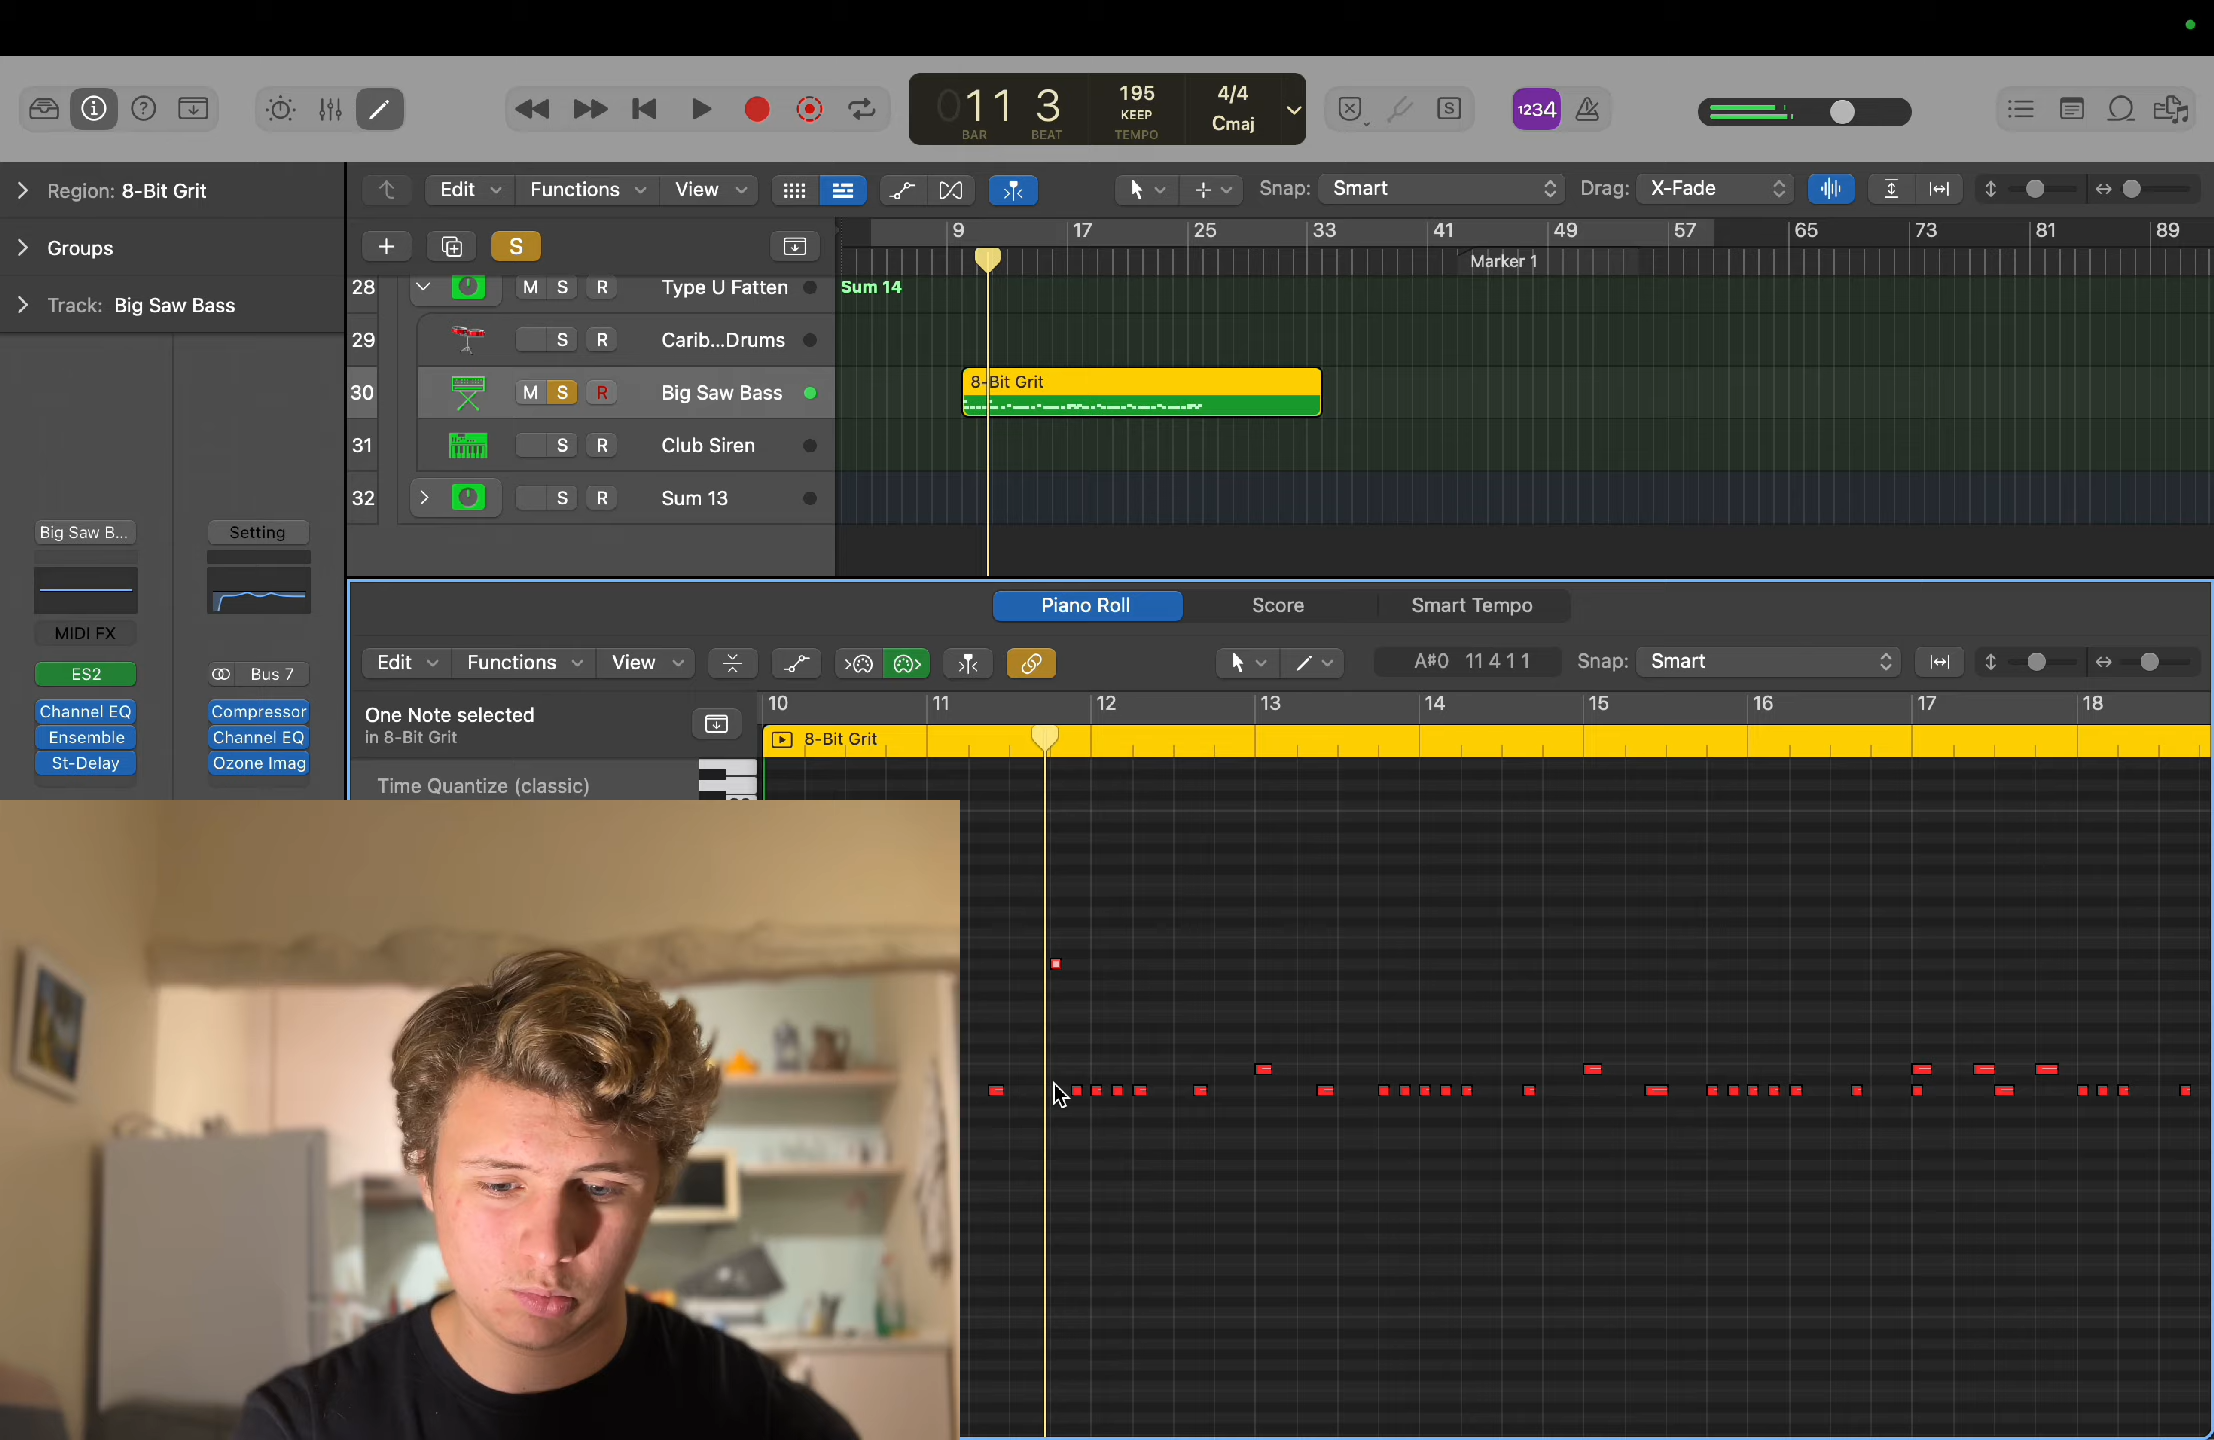 1234
011 3
BAR BEAT
195
KEEP
TEMPO
4/4
Cmaj
Region: 8-Bit Grit
Groups
Track: Big Saw Bass
Edit Functions View
Snap: Smart
Drag: X-Fade
S
9 17 25 33 41 49 57 65 73 81 89
Marker 1
28 M S R Type U Fatten
Sum 14
29 S R Carib...Drums
30 M S R Big Saw Bass
8-Bit Grit
31 S R Club Siren
32 S R Sum 13
Big Saw B... Setting
MIDI FX
ES2 Bus 7
Channel EQ Compressor
Ensemble Channel EQ
St-Delay Ozone Imag
Piano Roll Score Smart Tempo
Edit Functions View
A#0 11 4 1 1
Snap: Smart
One Note selected
in 8-Bit Grit
10 11 12 13 14 15 16 17 18
8-Bit Grit
Time Quantize (classic)